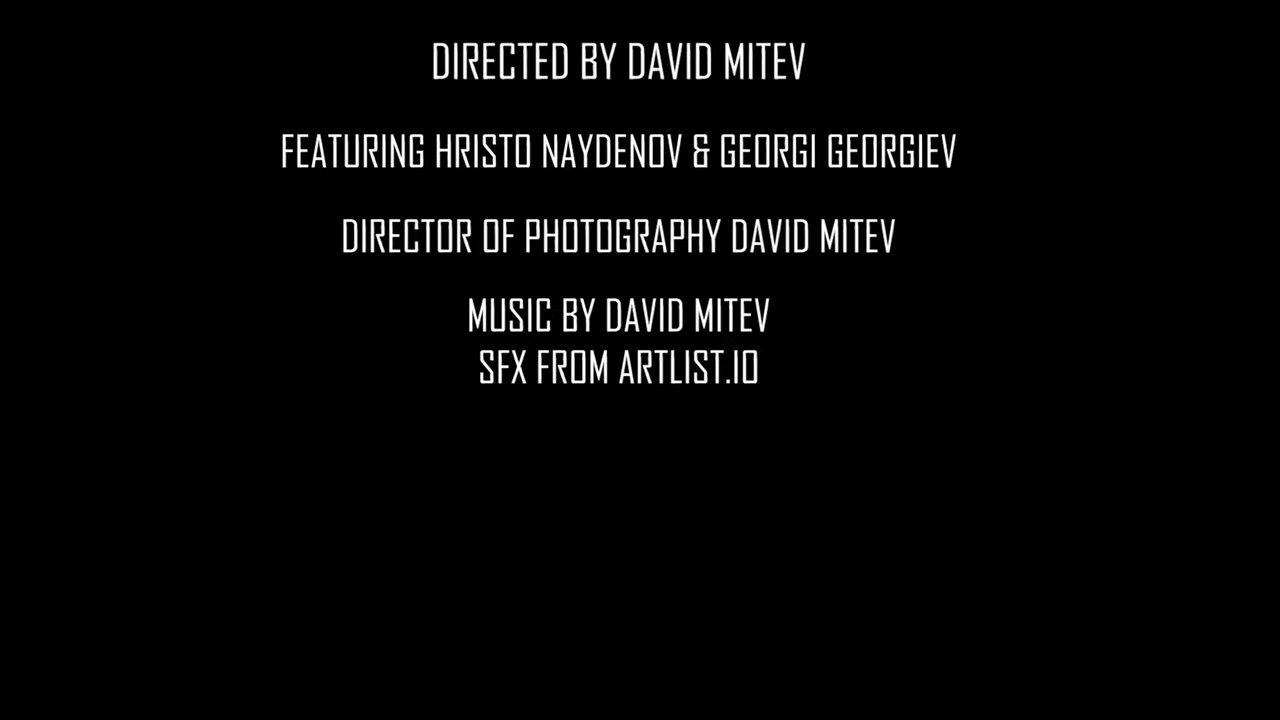 DIRECTED BY DAVID MITEV
FEATURING HRISTO NAYDENOV & GEORGI GEORGIEV
DIRECTOR OF PHOTOGRAPHY DAVID MITEV
MUSIC BY DAVID MITEV
SFX FROM ARTLIST.IO